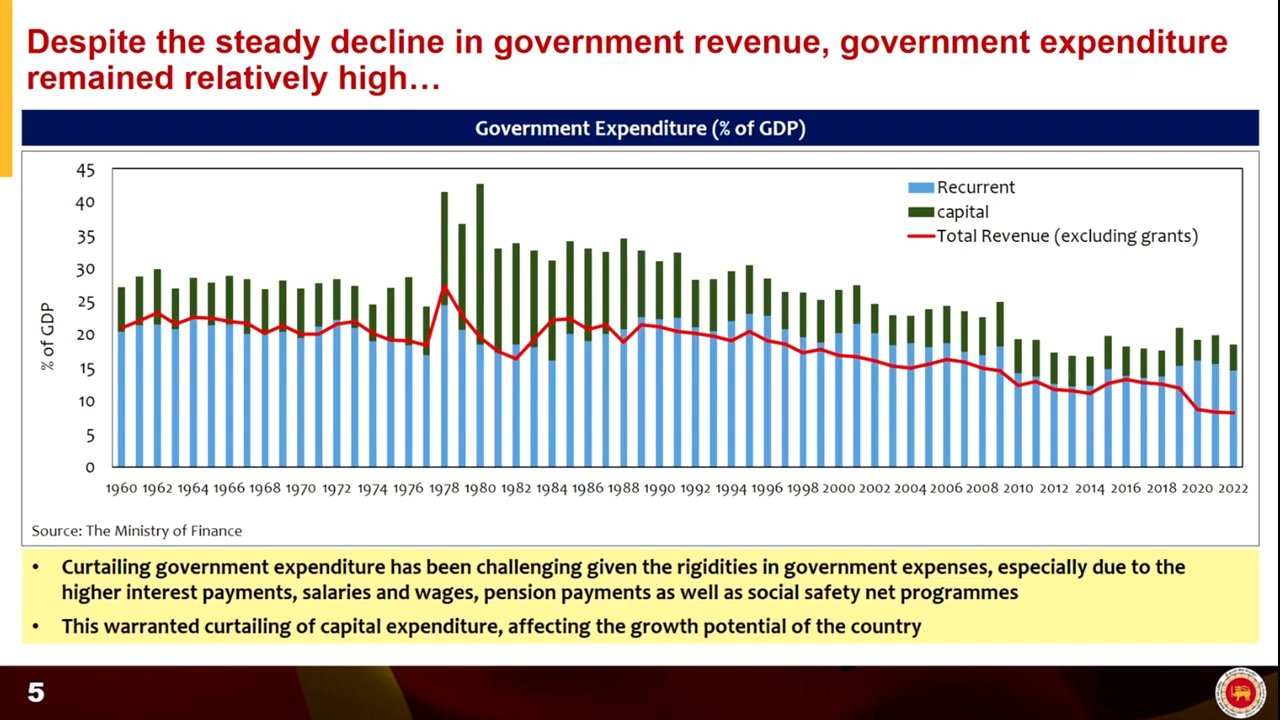 Despite the steady decline in government revenue, government expenditure
remained relatively high…
Government Expenditure (% of GDP)
45
40
35
30
25
20
15
10
5
0
% of GDP
Recurrent
capital
Total Revenue (excluding grants)
1960 1962 1964 1966 1968 1970 1972 1974 1976 1978 1980 1982 1984 1986 1988 1990 1992 1994 1996 1998 2000 2002 2004 2006 2008 2010 2012 2014 2016 2018 2020 2022
Source: The Ministry of Finance
• Curtailing government expenditure has been challenging given the rigidities in government expenses, especially due to the
higher interest payments, salaries and wages, pension payments as well as social safety net programmes
• This warranted curtailing of capital expenditure, affecting the growth potential of the country
5